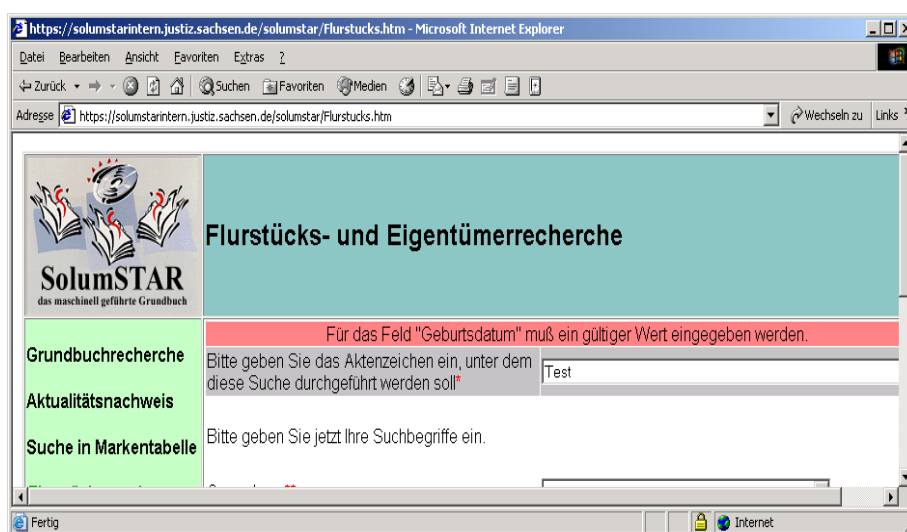 https://solumstarintern.justiz.sachsen.de/solumstar/Flurstucks.htm - Microsoft Internet Explorer
Datei Bearbeiten Ansicht Favoriten Extras ?
Zurück Suchen Favoriten Medien
Adresse https://solumstarintern.justiz.sachsen.de/solumstar/Flurstucks.htm Wechseln zu Links
SolumSTAR
das maschinell geführte Grundbuch
Flurstücks- und Eigentümerrecherche
Grundbuchrecherche
Aktualitätsnachweis
Suche in Markentabelle
Für das Feld "Geburtsdatum" muß ein gültiger Wert eingegeben werden.
Bitte geben Sie das Aktenzeichen ein, unter dem
diese Suche durchgeführt werden soll*
Test
Bitte geben Sie jetzt Ihre Suchbegriffe ein.
Fertig Internet